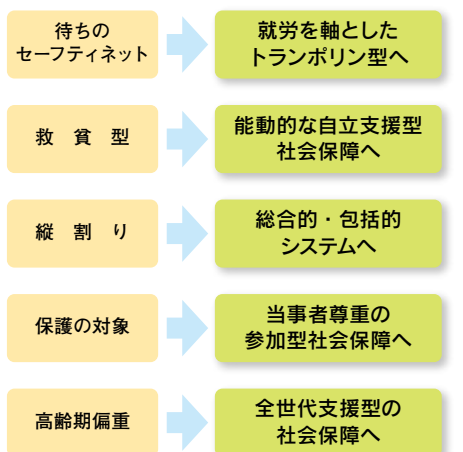 待ちの
セーフティネット
就労を軸とした
トランポリン型へ
救　貧　型
能動的な自立支援型
社会保障へ
縦　割　り
総合的・包括的
システムへ
保護の対象
当事者尊重の
参加型社会保障へ
高齢期偏重
全世代支援型の
社会保障へ